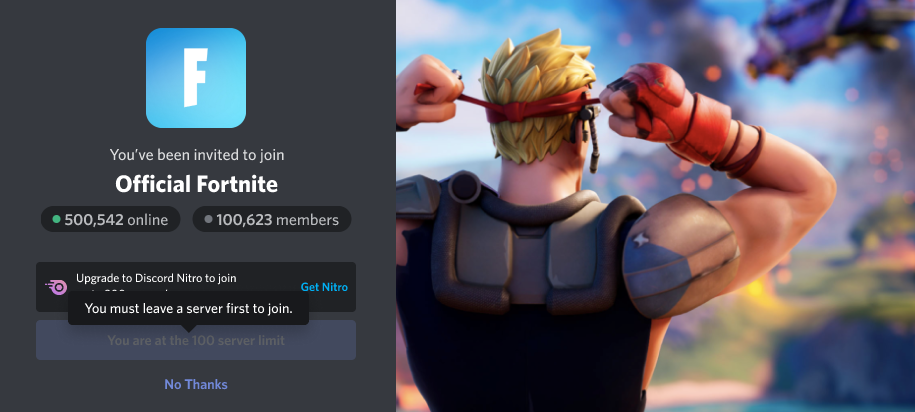 F
You've been invited to join
Official Fortnite
500,542 online
100,623 members
Upgrade to Discord Nitro to join
Get Nitro
You must leave a server first to join.
You are at the 100 server limit
No Thanks